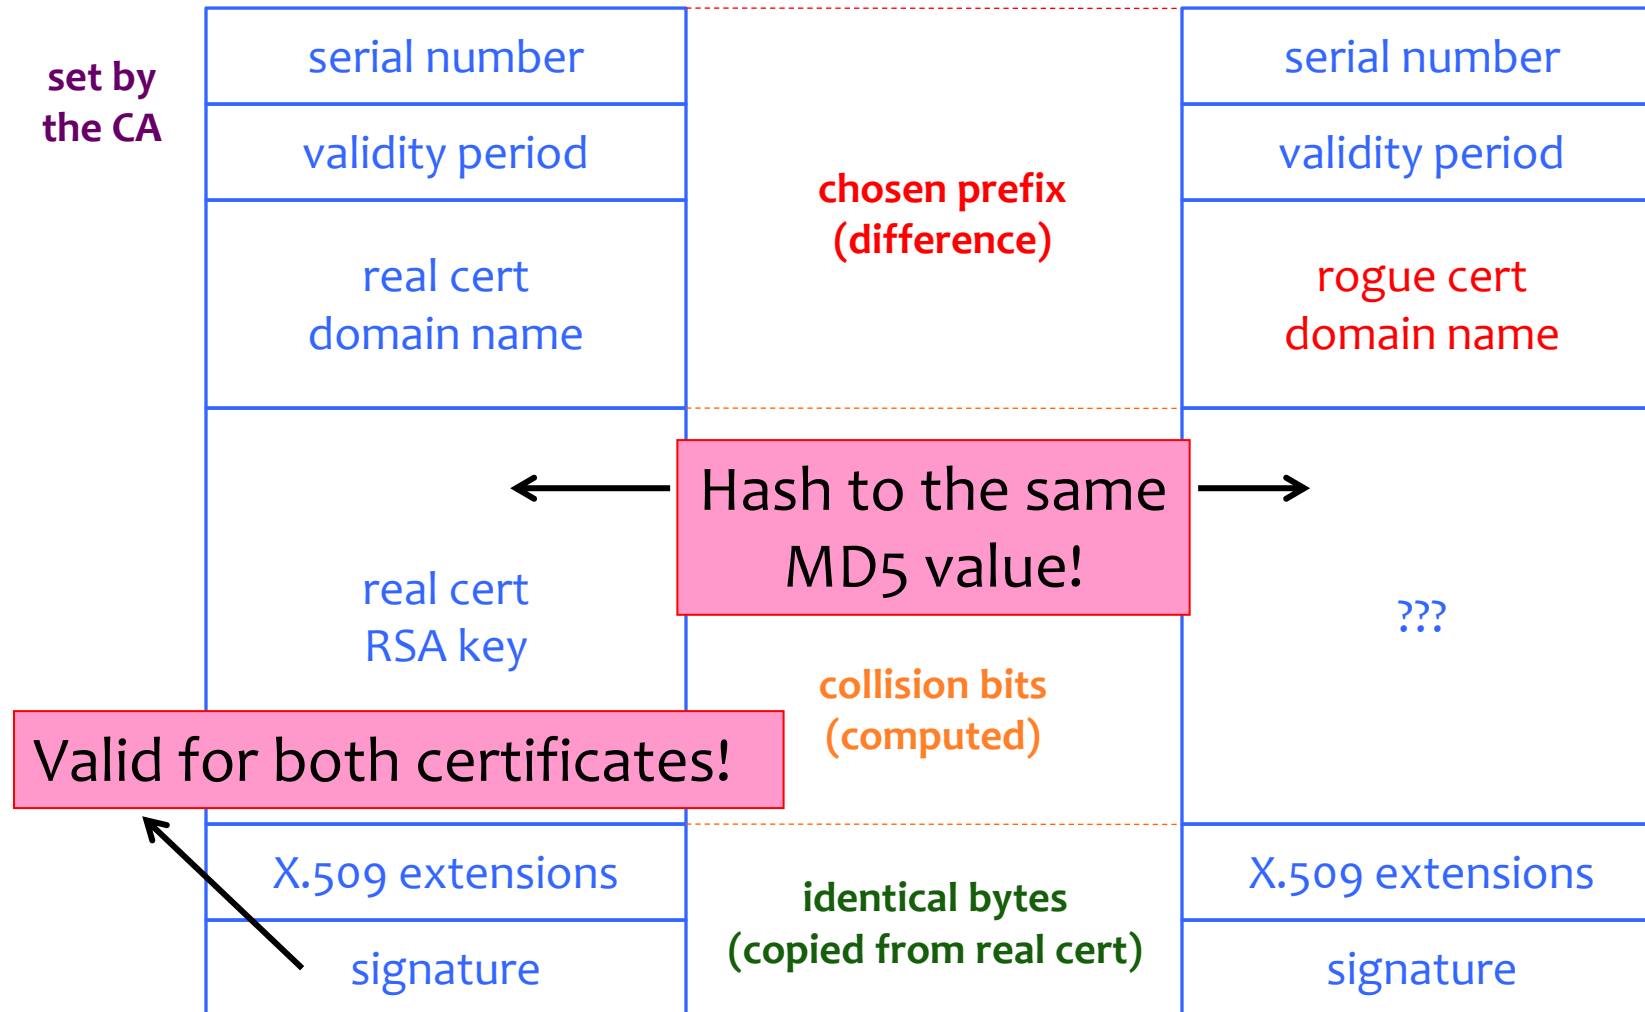 set by
the CA
serial number
validity period
real cert
domain name
real cert
RSA key
X.509 extensions
signature
chosen prefix
(difference)
Hash to the same
MD5 value!
collision bits
(computed)
Valid for both certificates!
identical bytes
(copied from real cert)
serial number
validity period
rogue cert
domain name
???
X.509 extensions
signature